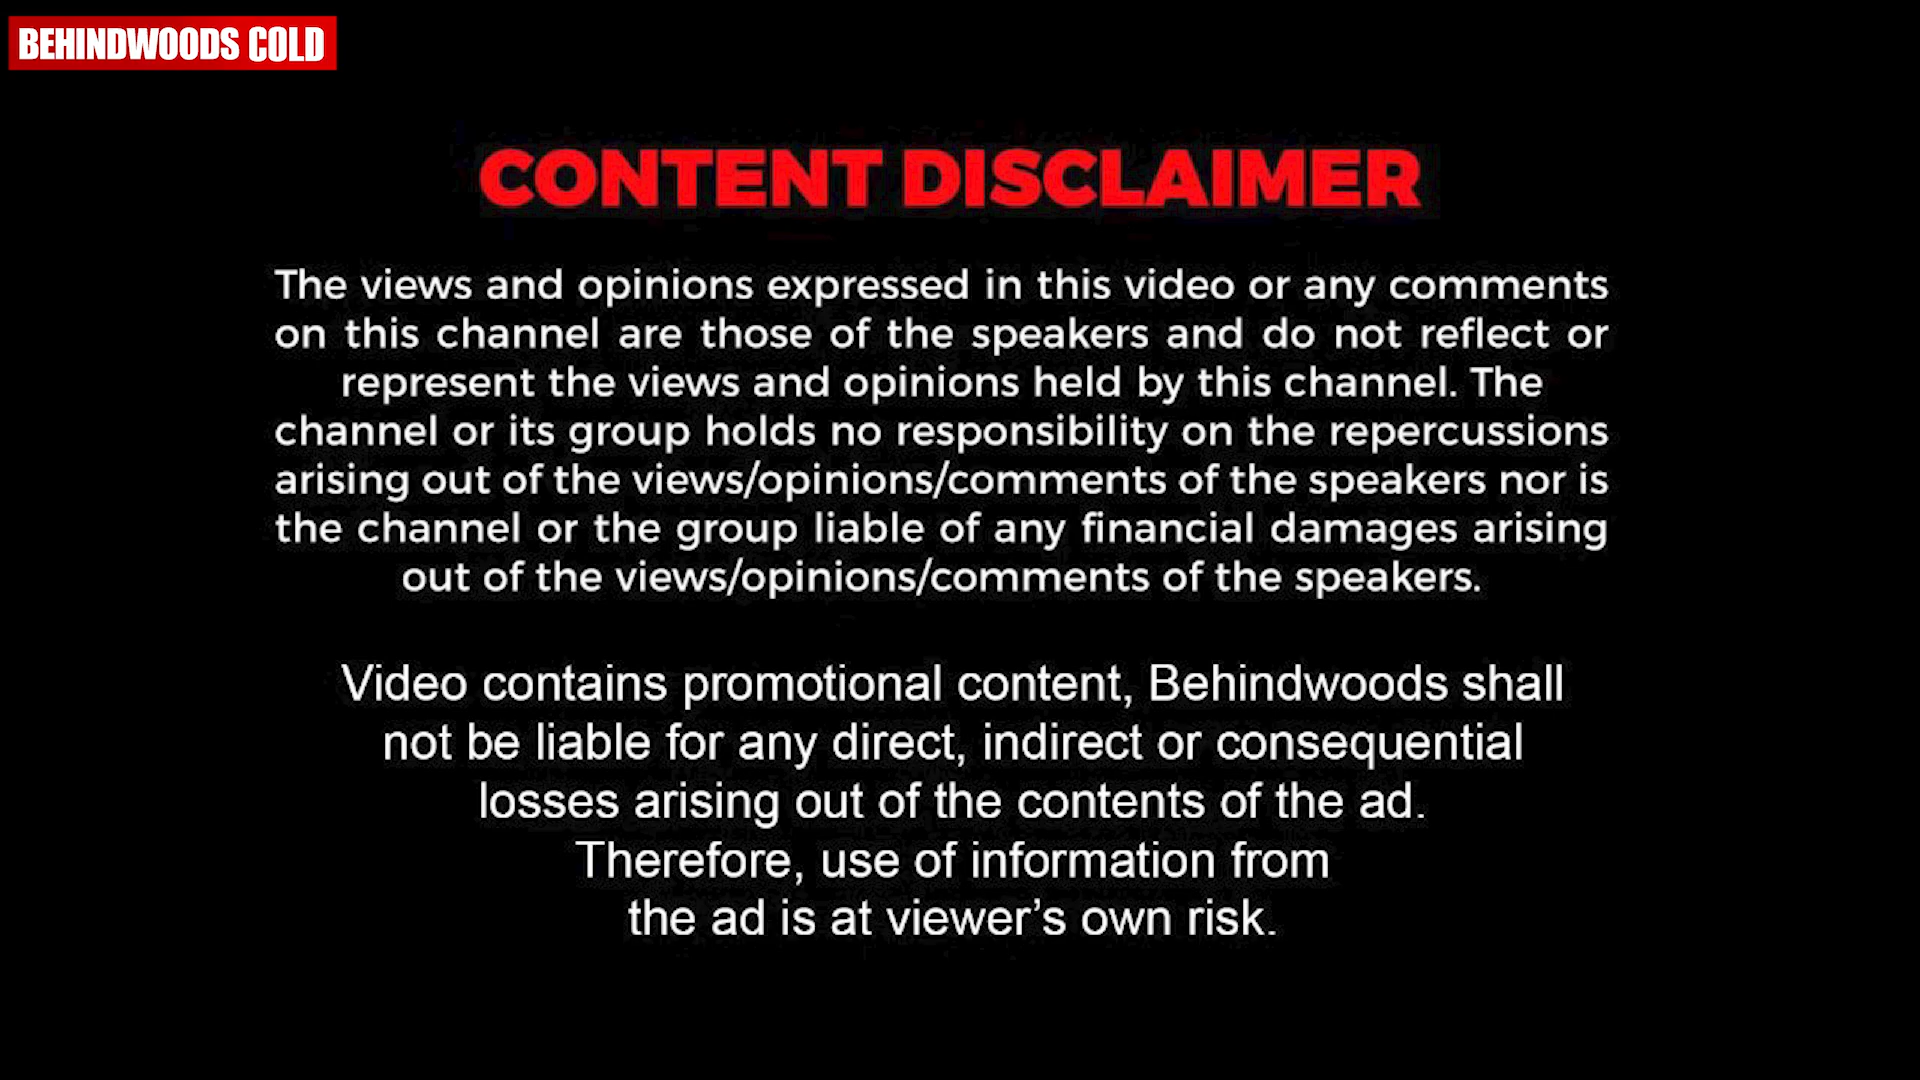 BEHINDWOODS COLD
CONTENT DISCLAIMER
The views and opinions expressed in this video or any comments
on this channel are those of the speakers and do not reflect or
represent the views and opinions held by this channel. The
channel or its group holds no responsibility on the repercussions
arising out of the views/opinions/comments of the speakers nor is
the channel or the group liable of any financial damages arising
out of the views/opinions/comments of the speakers.
Video contains promotional content, Behindwoods shall
not be liable for any direct, indirect or consequential
losses arising out of the contents of the ad.
Therefore, use of information from
the ad is at viewer’s own risk.